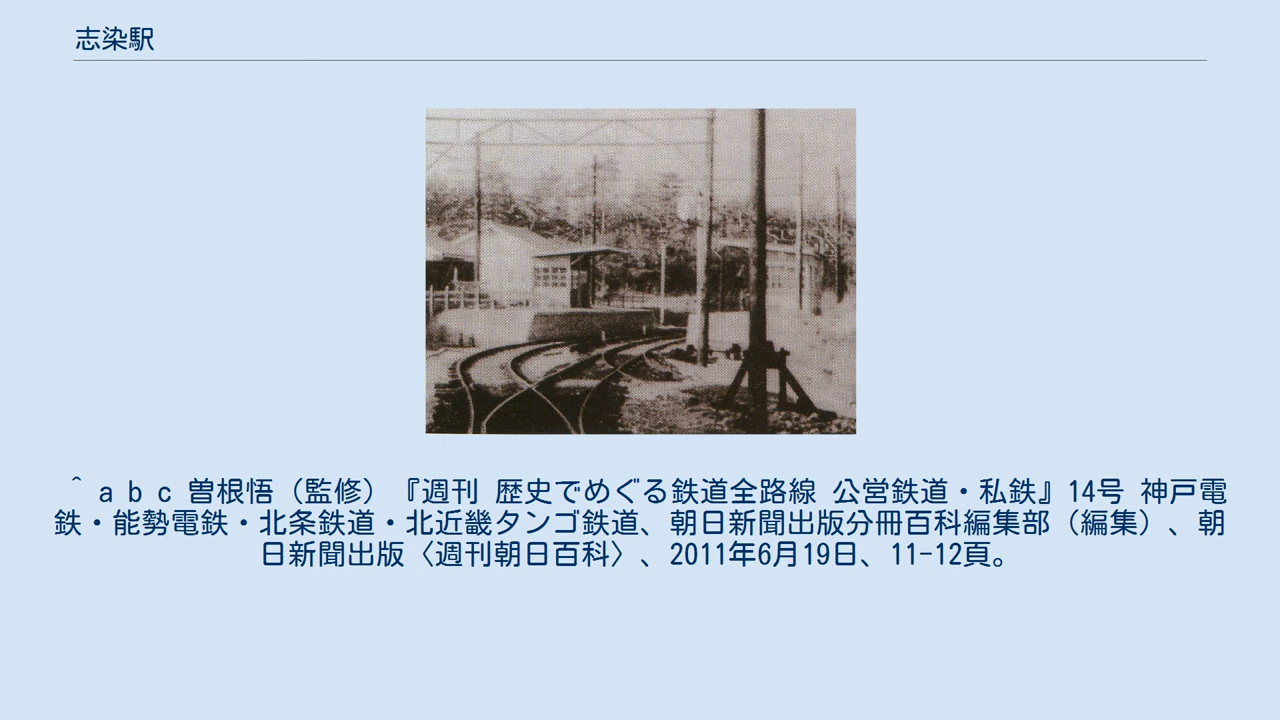 志染駅
^ a b c 曽根悟（監修）『週刊 歴史でめぐる鉄道全路線 公営鉄道・私鉄』14号 神戸電
鉄・能勢電鉄・北条鉄道・北近畿タンゴ鉄道、朝日新聞出版分冊百科編集部（編集）、朝
日新聞出版〈週刊朝日百科〉、2011年6月19日、11-12頁。